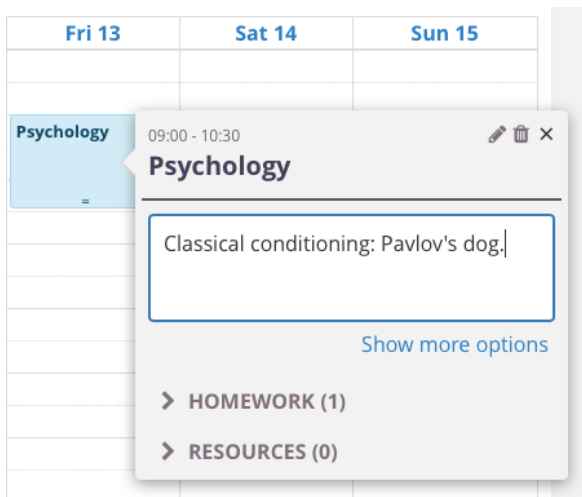 Fri 13 Sat 14 Sun 15
Psychology
09:00 - 10:30
Psychology
Classical conditioning: Pavlov's dog.
Show more options
HOMEWORK (1)
RESOURCES (0)